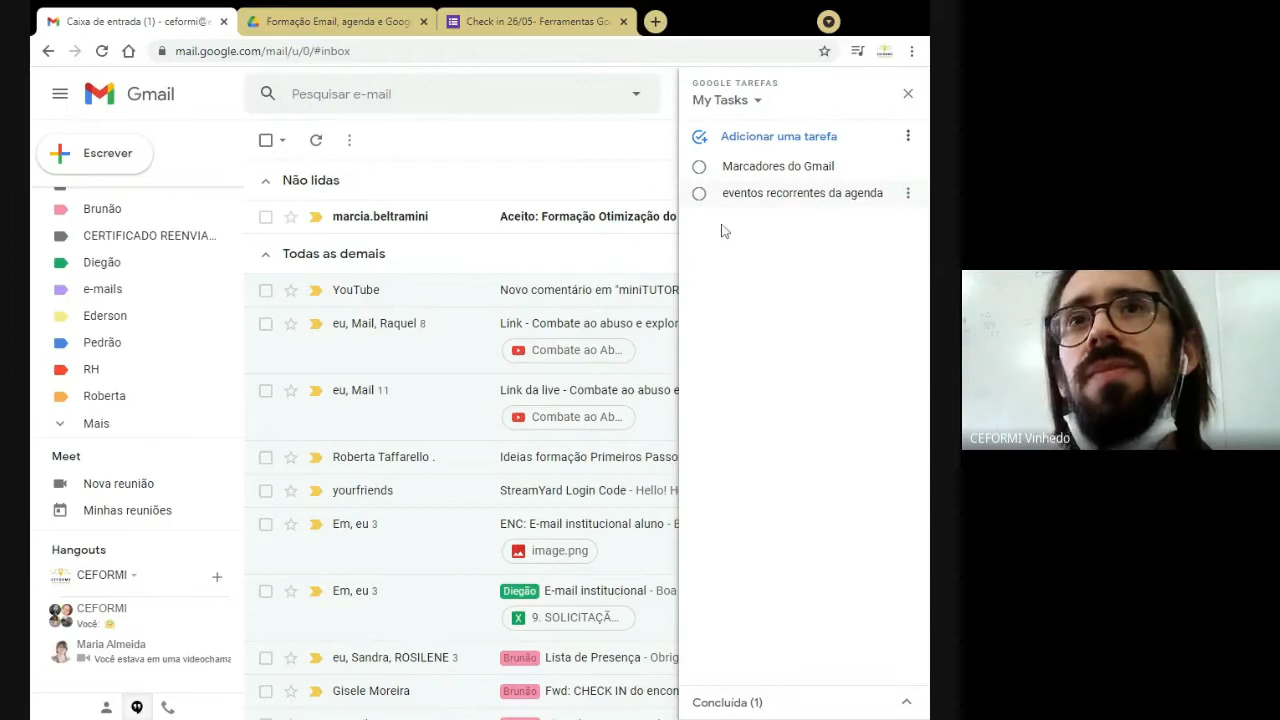 Caixa de entrada (1) - ceformi@e
Formação Email, agenda e Goog
Check in 26/05- Ferramentas Go
mail.google.com/mail/u/0/#inbox
Gmail
Pesquisar e-mail
Escrever
Brunão
CERTIFICADO REENVIA...
Diegão
e-mails
Ederson
Pedrão
RH
Roberta
Mais
Meet
Nova reunião
Minhas reuniões
Hangouts
CEFORMI
CEFORMI
Você:
Maria Almeida
Você estava em uma videochama
Não lidas
marcia.beltramini Aceito: Formação Otimização do
Todas as demais
YouTube Novo comentário em "miniTUTOR
eu, Mail, Raquel 8 Link - Combate ao abuso e explor
Combate ao Ab...
eu, Mail 11 Link da live - Combate ao abuso e
Combate ao Ab...
Roberta Taffarello . Ideias formação Primeiros Passo
yourfriends StreamYard Login Code - Hello! H
Em, eu 3 ENC: E-mail institucional aluno - B
image.png
Em, eu 3 Diegão E-mail institucional - Boa
9. SOLICITAÇÃ...
eu, Sandra, ROSILENE 3 Brunão Lista de Presença - Obrig
Gisele Moreira Brunão Fwd: CHECK IN do encon
GOOGLE TAREFAS
My Tasks
Adicionar uma tarefa
Marcadores do Gmail
eventos recorrentes da agenda
Concluída (1)
CEFORMI Vinhedo